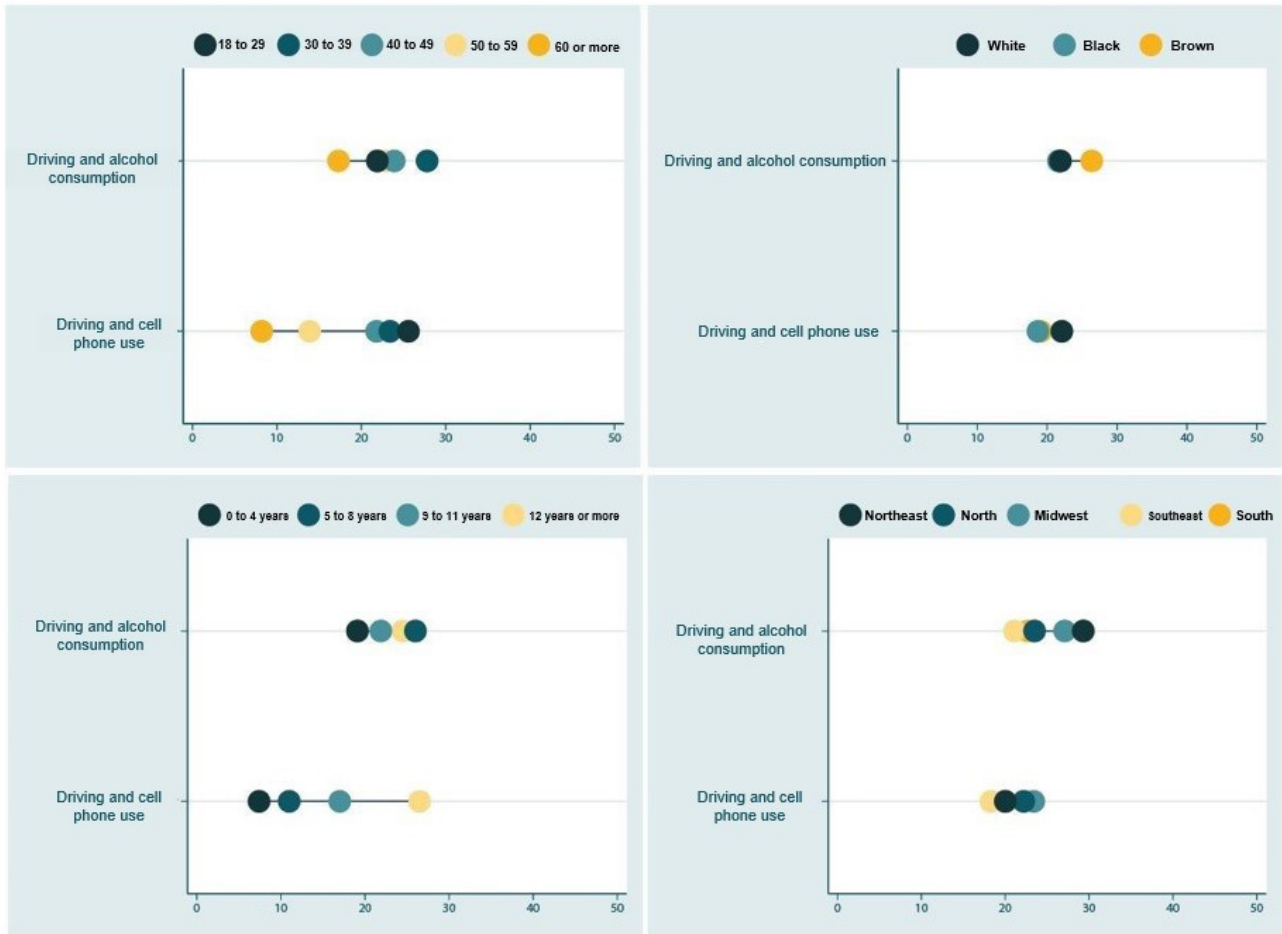 18 to 29 30 to 39 40 to 49 50 to 59 60 or more
Driving and alcohol
consumption
Driving and cell
phone use
0 10 20 30 40 50
White Black Brown
Driving and alcohol consumption
Driving and cell phone use
0 10 20 30 40 50
0 to 4 years 5 to 8 years 9 to 11 years 12 years or more
Driving and alcohol
consumption
Driving and cell
phone use
0 10 20 30 40 50
Northeast North Midwest Southeast South
Driving and alcohol
consumption
Driving and cell
phone use
0 10 20 30 40 50